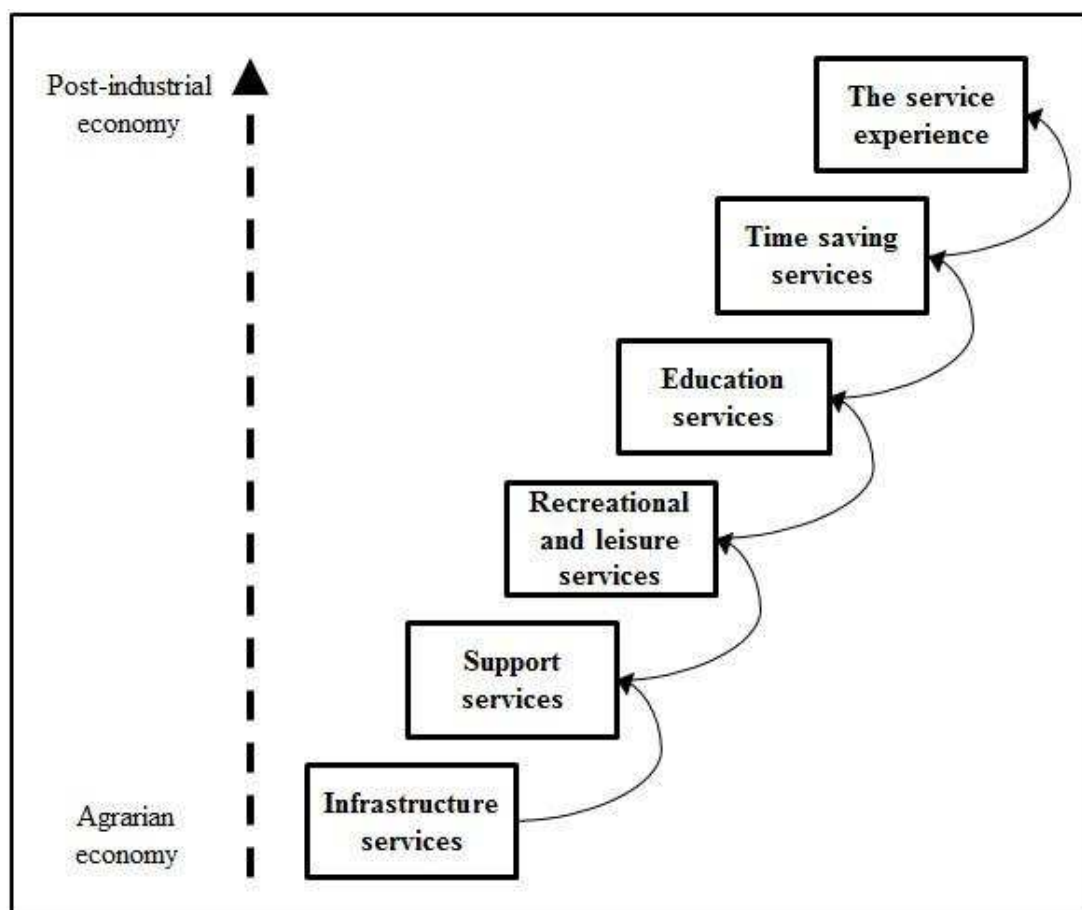 Post-industrial
economy
The service
experience
Time saving
services
Education
services
Recreational
and leisure
services
Support
services
Infrastructure
services
Agrarian
economy